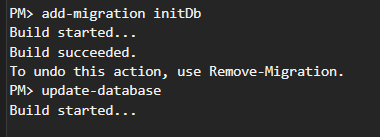 PM> add-migration initDb
Build started...
Build succeeded.
To undo this action, use Remove-Migration.
PM> update-database
Build started...